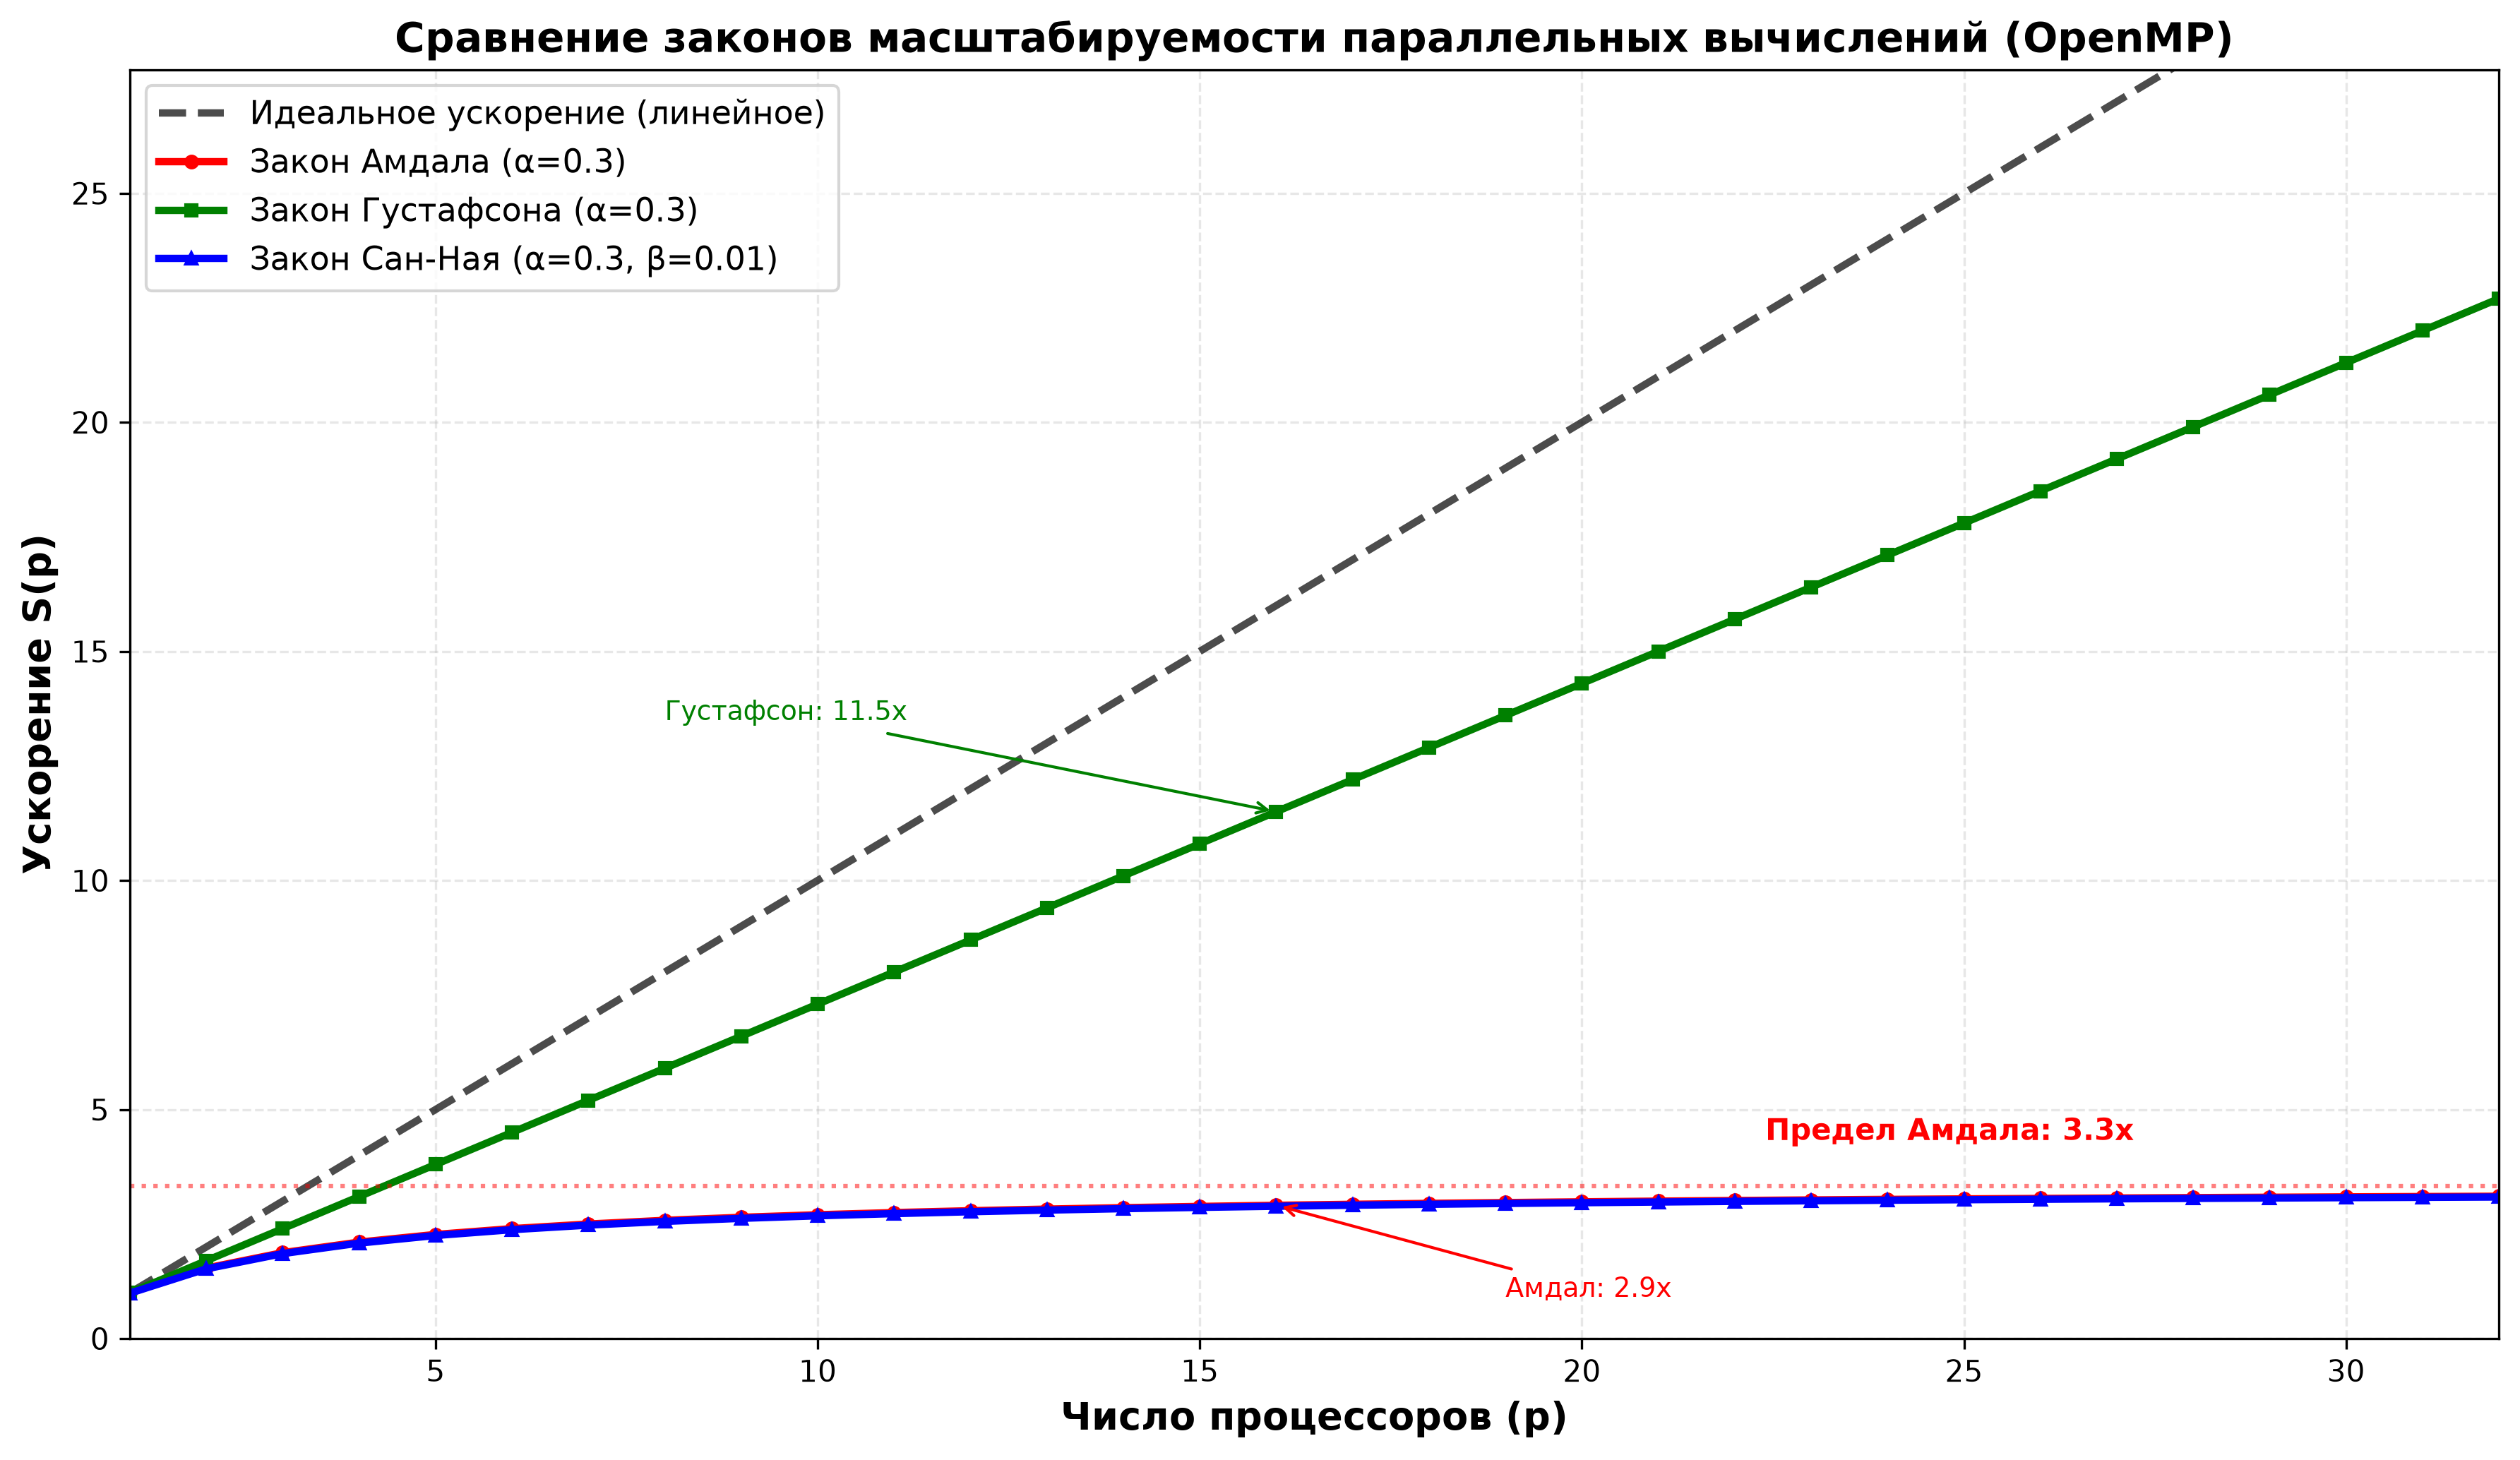 Сравнение законов масштабируемости параллельных вычислений (OpenMP)
Идеальное ускорение (линейное)
Закон Амдала (α=0.3)
Закон Густафсона (α=0.3)
Закон Сан-Ная (α=0.3, β=0.01)
25
20
15
10
5
0
Ускорение S(p)
Густафсон: 11.5x
Предел Амдала: 3.3x
Амдал: 2.9x
5
10
15
20
25
30
Число процессоров (p)